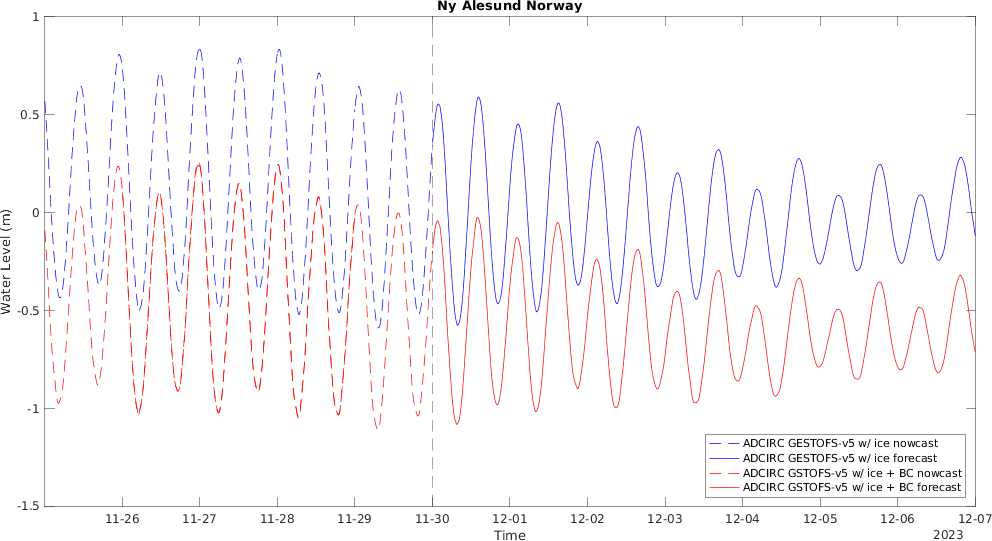 Ny Alesund Norway
1
0.5
0
-0.5
-1
-1.5
Water Level (m)
ADCIRC GESTOFS-v5 w/ ice nowcast
ADCIRC GESTOFS-v5 w/ ice forecast
ADCIRC GSTOFS-v5 w/ ice + BC nowcast
ADCIRC GSTOFS-v5 w/ ice + BC forecast
11-26 11-27 11-28 11-29 11-30 12-01 12-02 12-03 12-04 12-05 12-06 12-07
Time
2023